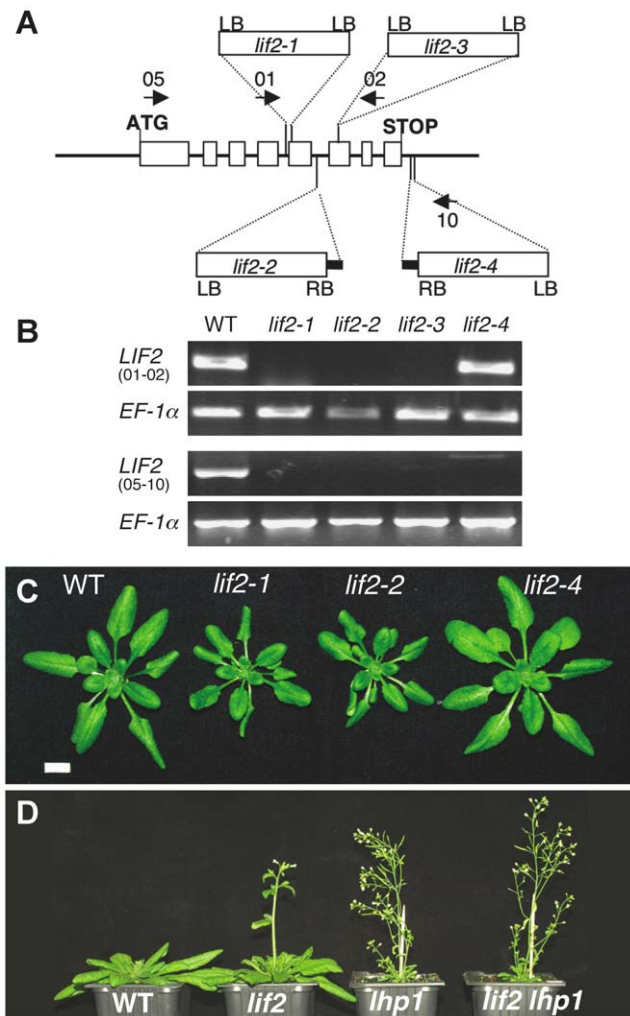 A
LB LB LB LB
lif2-1 lif2-3
05 01 02
ATG STOP
10
lif2-2 lif2-4
LB RB RB LB
B
WT lif2-1 lif2-2 lif2-3 lif2-4
LIF2
(01-02)
EF-1α
LIF2
(05-10)
EF-1α
C WT lif2-1 lif2-2 lif2-4
D
WT lif2 lhp1 lif2 lhp1